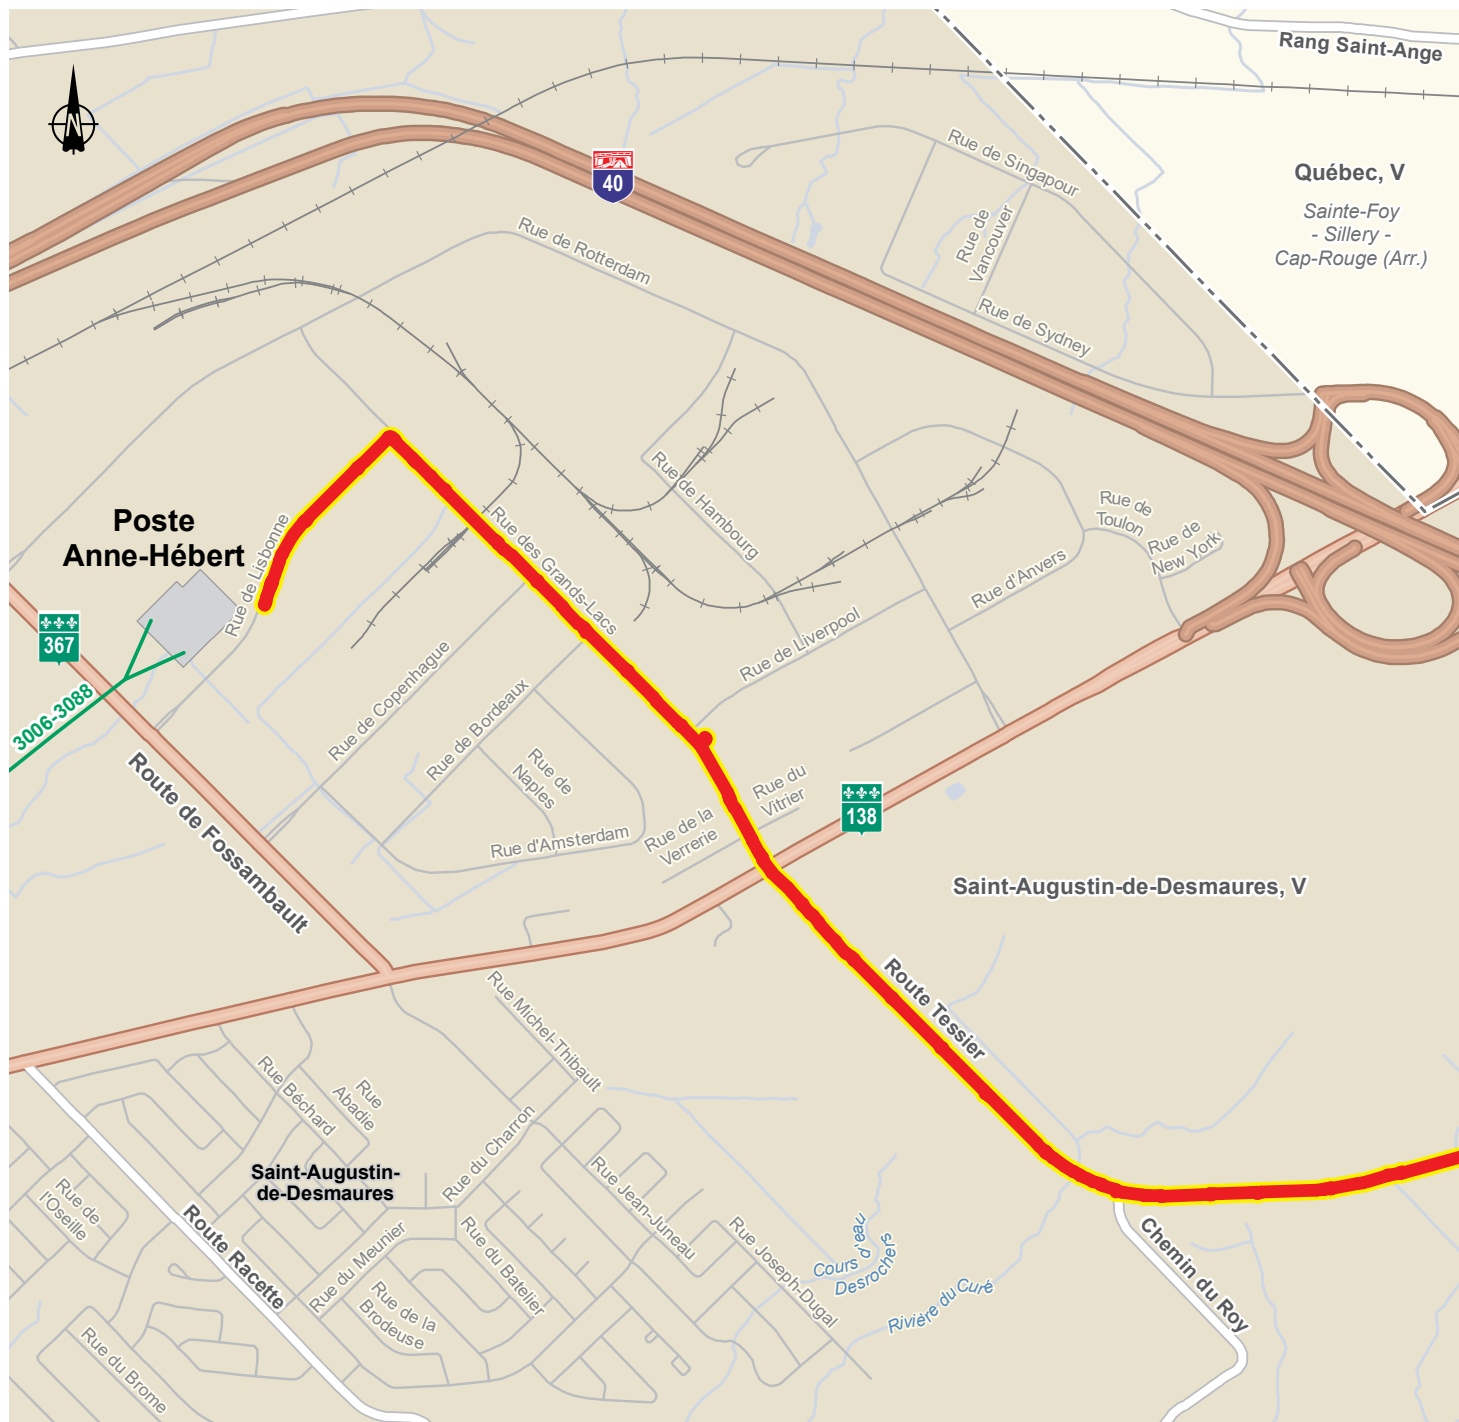 Rang Saint-Ange
N
40
Québec, V
Sainte-Foy
- Sillery -
Cap-Rouge (Arr.)
Rue de Singapour
Rue de
Vancouver
Rue de Rotterdam
Rue de Sydney
Rue de Hambourg
Rue de
Toulon
Rue de
New York
Rue d'Anvers
Poste
Anne-Hébert
Rue de Lisbonne
Rue des Grands-Lacs
367
3006-3088
Rue de Liverpool
Rue de Copenhague
Rue de Bordeaux
Rue de
Naples
Rue du
Vitrier
Rue de la
Verrerie
Rue d'Amsterdam
138
Route de Fossambault
Saint-Augustin-de-Desmaures, V
Route Tessier
Rue Michel-Thibault
Rue Béchard
Rue
Abadie
Rue du Charron
Saint-Augustin-
de-Desmaures
Rue de
l'Oseille
Route Racette
Rue du Meunier
Rue du Batelier
Rue Jean-Juneau
Rue Joseph-Dugal
Cours d'eau
Desrochers
Rivière du Curé
Chemin du Roy
Rue de la
Brodeuse
Rue du Brome